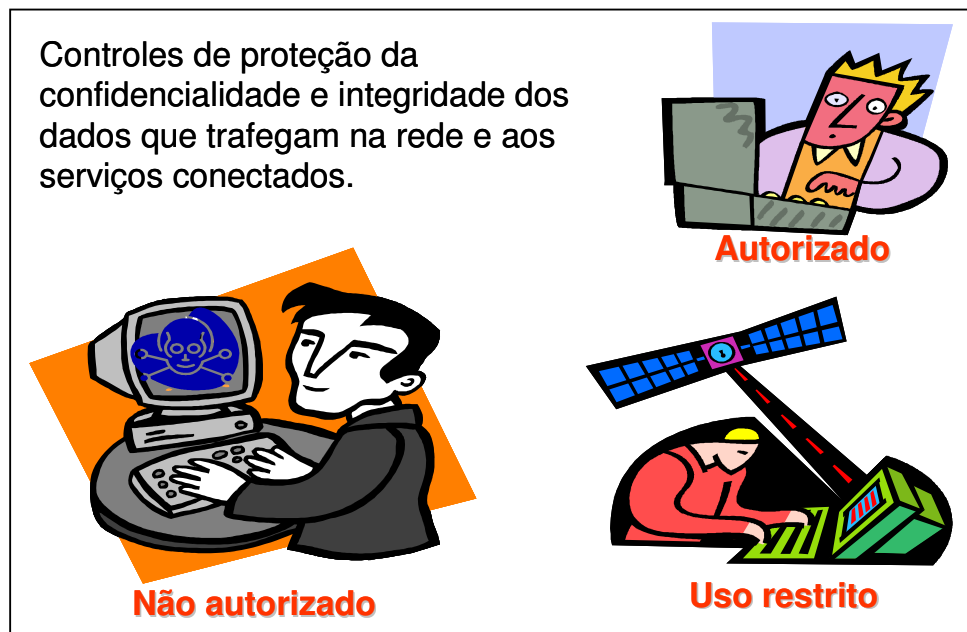 Controles de proteção da
confidencialidade e integridade dos
dados que trafegam na rede e aos
serviços conectados.
Autorizado
Não autorizado
Uso restrito